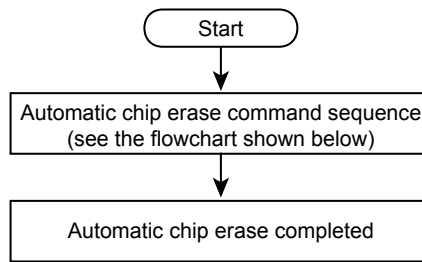 Start
Automatic chip erase command sequence
(see the flowchart shown below)
Automatic chip erase completed